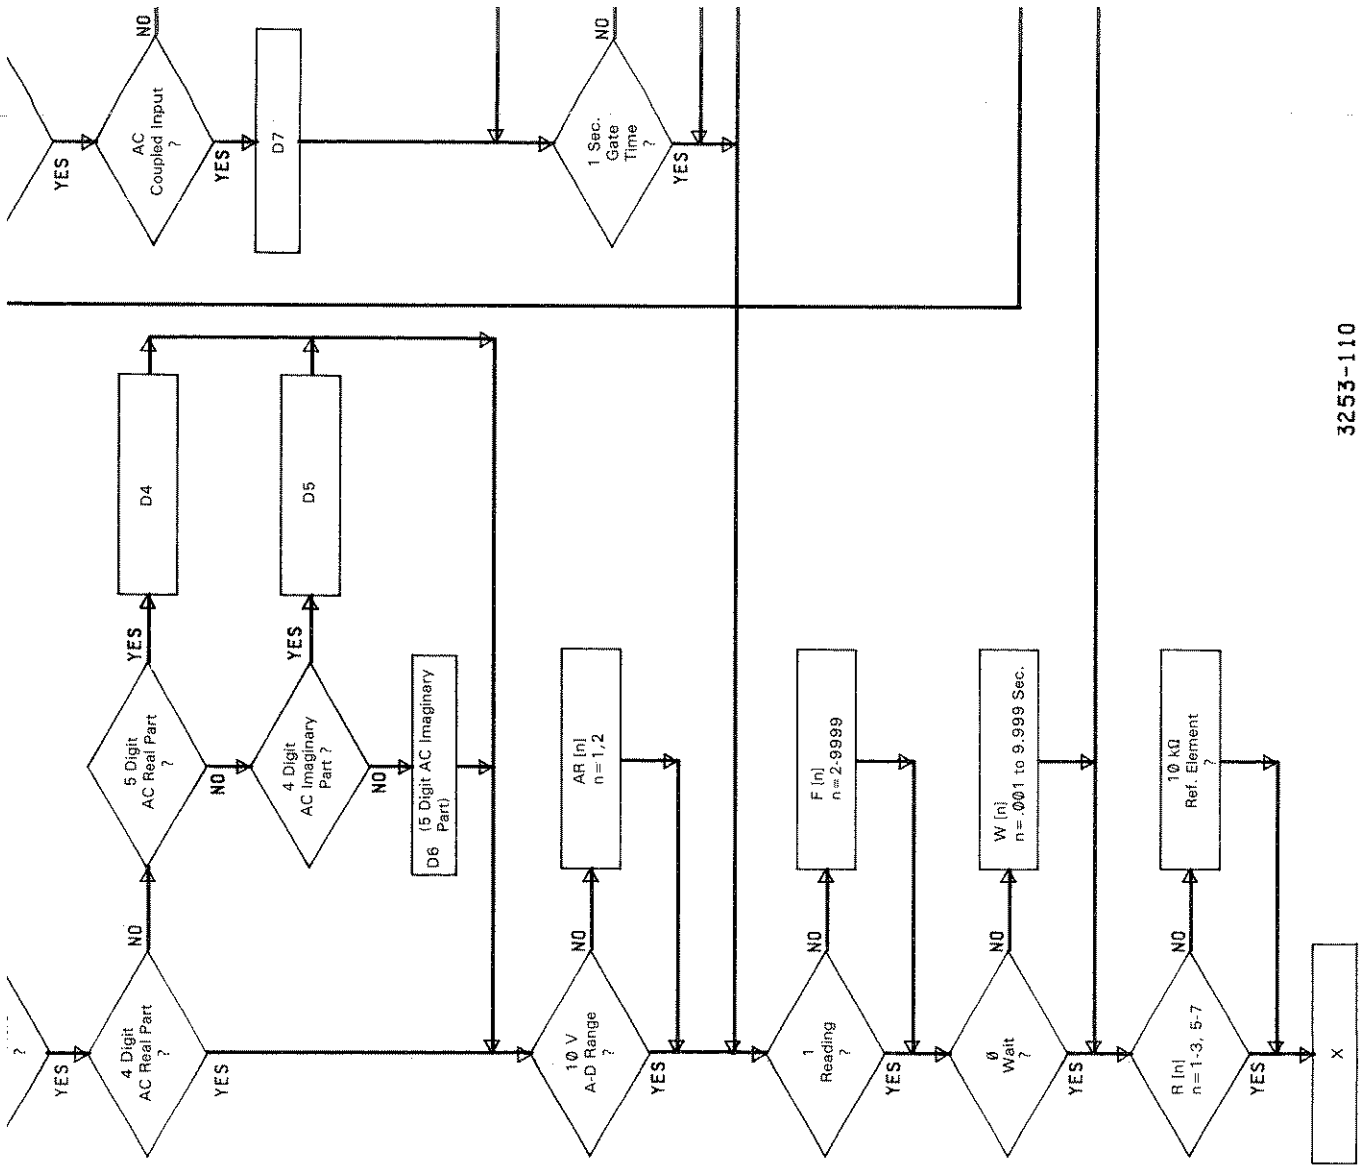 ?
YES
4 Digit
AC Real Part
?
YES
NO
5 Digit
AC Real Part
?
YES
D4
NO
4 Digit
AC Imaginary
Part ?
YES
D5
NO
D6 (5 Digit AC Imaginary
Part)
10 V
A-D Range
?
NO
AR [n]
n=1,2
YES
1
Reading
?
NO
F [n]
n=2-9999
YES
0
Wait
?
NO
W [n]
n=.001 to 9.999 Sec.
YES
R [n]
n=1-3, 5-7
NO
10 kΩ
Ref. Element
?
YES
X
YES
AC
Coupled Input
?
NO
YES
D7
1 Sec.
Gate
Time
?
NO
YES
3253-110